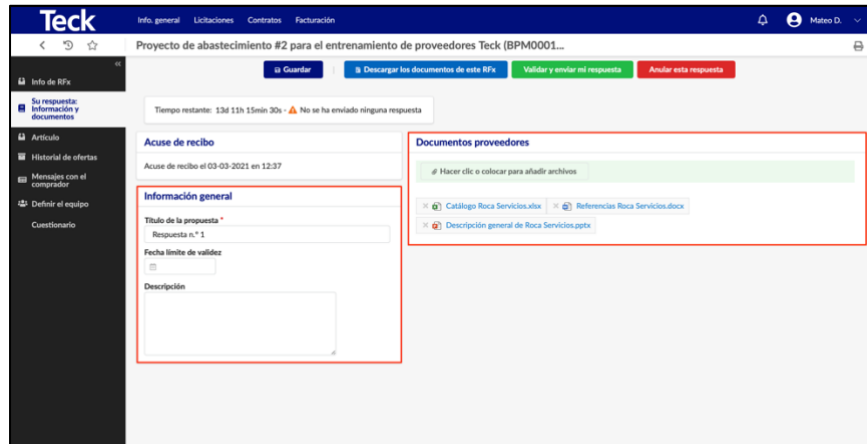 Teck
Info. general Licitaciones Contratos Facturación
Mateo D.
Proyecto de abastecimiento #2 para el entrenamiento de proveedores Teck (BPM0001...
Guardar
Descargar los documentos de este RFx
Validar y enviar mi respuesta
Anular esta respuesta
Info de RFx
Su respuesta:
Información y
documentos
Artículo
Historial de ofertas
Mensajes con el
comprador
Definir el equipo
Cuestionario
Tiempo restante: 13d 11h 15min 30s - No se ha enviado ninguna respuesta
Acuse de recibo
Acuse de recibo el 03-03-2021 en 12:37
Información general
Título de la propuesta *
Respuesta n.º 1
Fecha límite de validez
Descripción
Documentos proveedores
Hacer clic o colocar para añadir archivos
Catálogo Roca Servicios.xlsx
Referencias Roca Servicios.docx
Descripción general de Roca Servicios.pptx